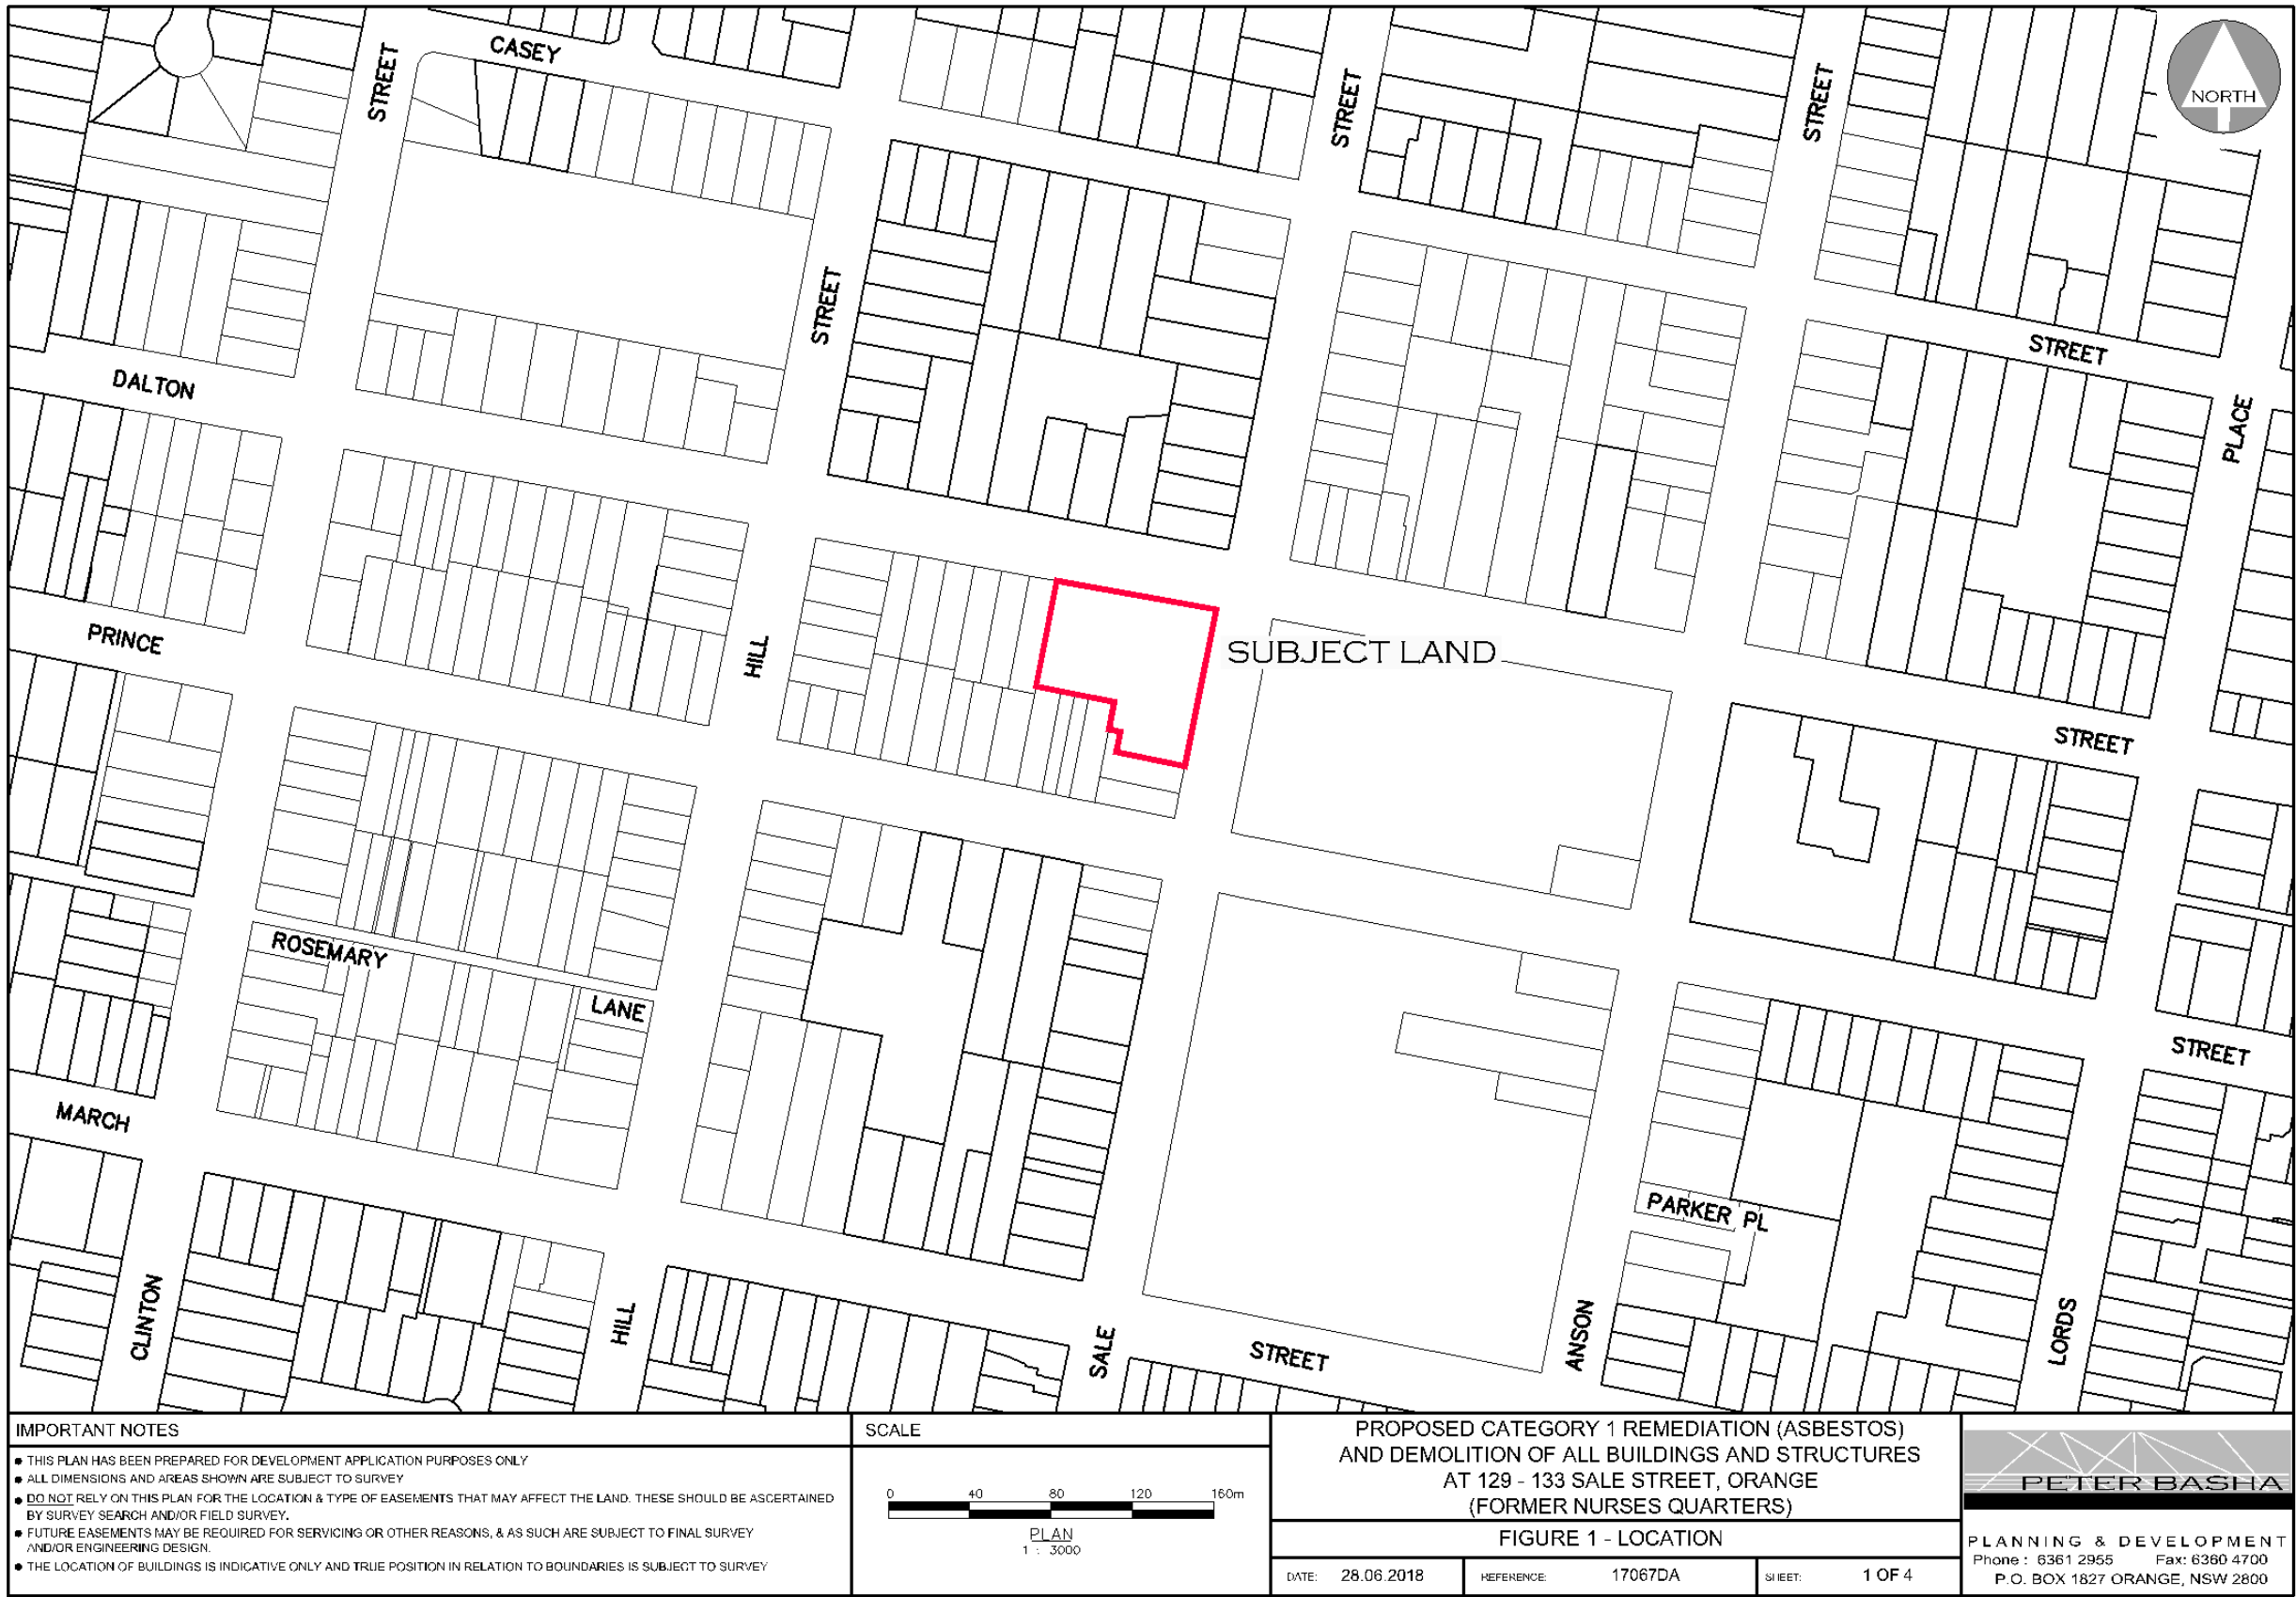 CASEY
STREET
STREET
STREET
NORTH
STREET
STREET
DALTON
PLACE
PRINCE
HILL
SUBJECT LAND
STREET
ROSEMARY
LANE
STREET
MARCH
PARKER PL
CLINTON
HILL
SALE
STREET
ANSON
LORDS
IMPORTANT NOTES
• THIS PLAN HAS BEEN PREPARED FOR DEVELOPMENT APPLICATION PURPOSES ONLY
• ALL DIMENSIONS AND AREAS SHOWN ARE SUBJECT TO SURVEY
• DO NOT RELY ON THIS PLAN FOR THE LOCATION & TYPE OF EASEMENTS THAT MAY AFFECT THE LAND. THESE SHOULD BE ASCERTAINED
BY SURVEY SEARCH AND/OR FIELD SURVEY.
• FUTURE EASEMENTS MAY BE REQUIRED FOR SERVICING OR OTHER REASONS, & AS SUCH ARE SUBJECT TO FINAL SURVEY
AND/OR ENGINEERING DESIGN.
• THE LOCATION OF BUILDINGS IS INDICATIVE ONLY AND TRUE POSITION IN RELATION TO BOUNDARIES IS SUBJECT TO SURVEY
SCALE
0 40 80 120 160m
PLAN
1 : 3000
PROPOSED CATEGORY 1 REMEDIATION (ASBESTOS)
AND DEMOLITION OF ALL BUILDINGS AND STRUCTURES
AT 129 - 133 SALE STREET, ORANGE
(FORMER NURSES QUARTERS)
FIGURE 1 - LOCATION
DATE: 28.06.2018 REFERENCE: 17067DA SHEET: 1 OF 4
PETER BASHA
PLANNING & DEVELOPMENT
Phone : 6361 2955 Fax: 6360 4700
P.O. BOX 1827 ORANGE, NSW 2800